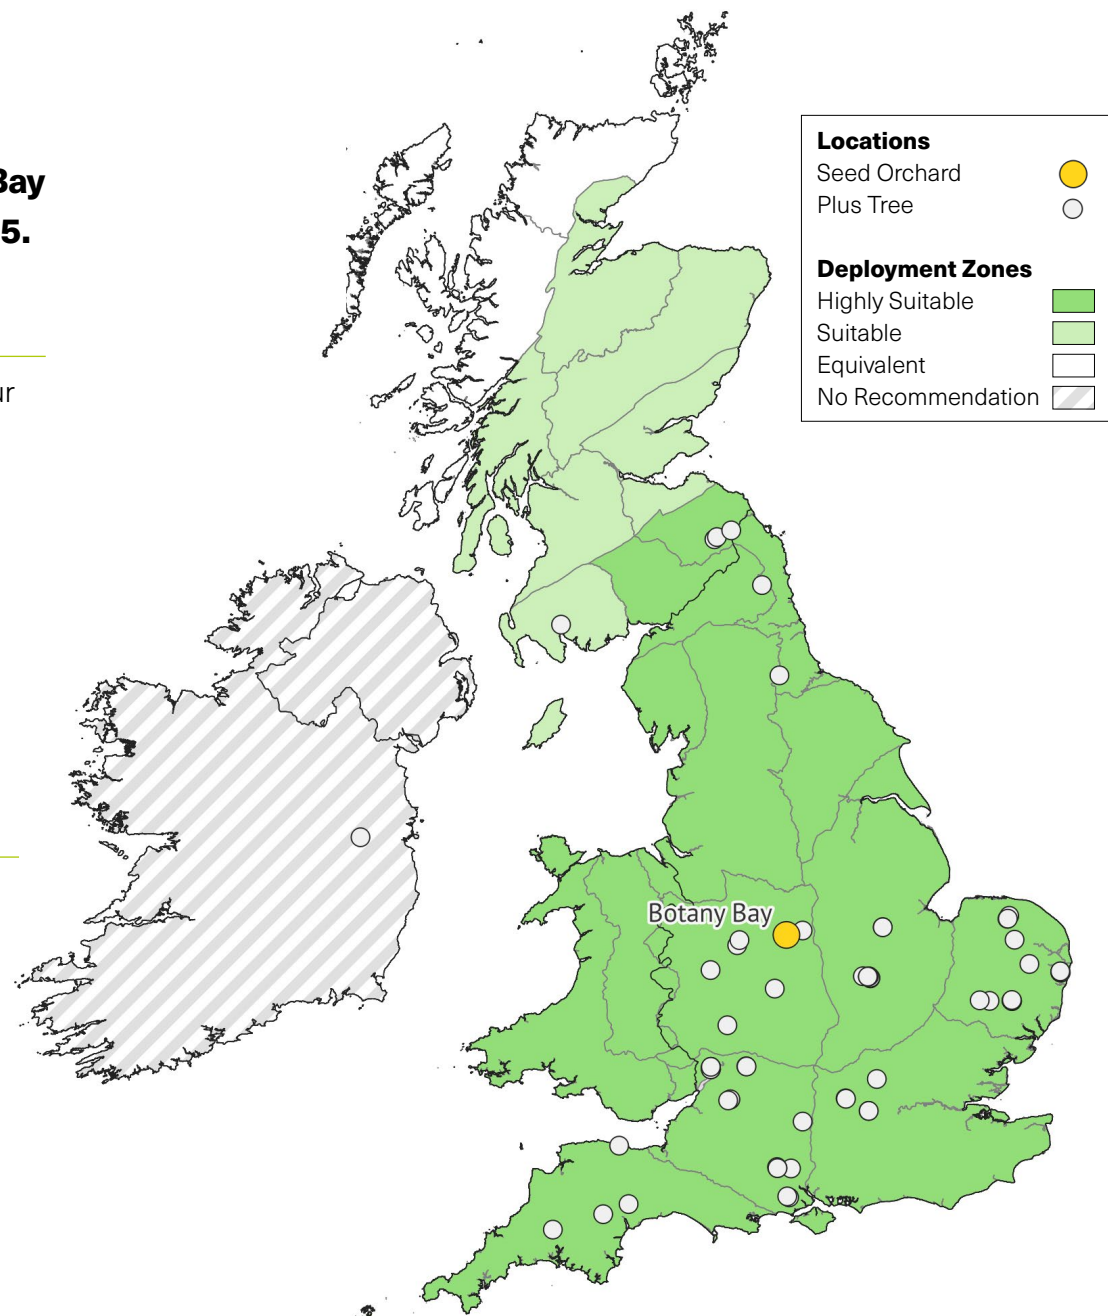 Bay
5.
ur
Locations
Seed Orchard
Plus Tree
Deployment Zones
Highly Suitable
Suitable
Equivalent
No Recommendation
Botany Bay